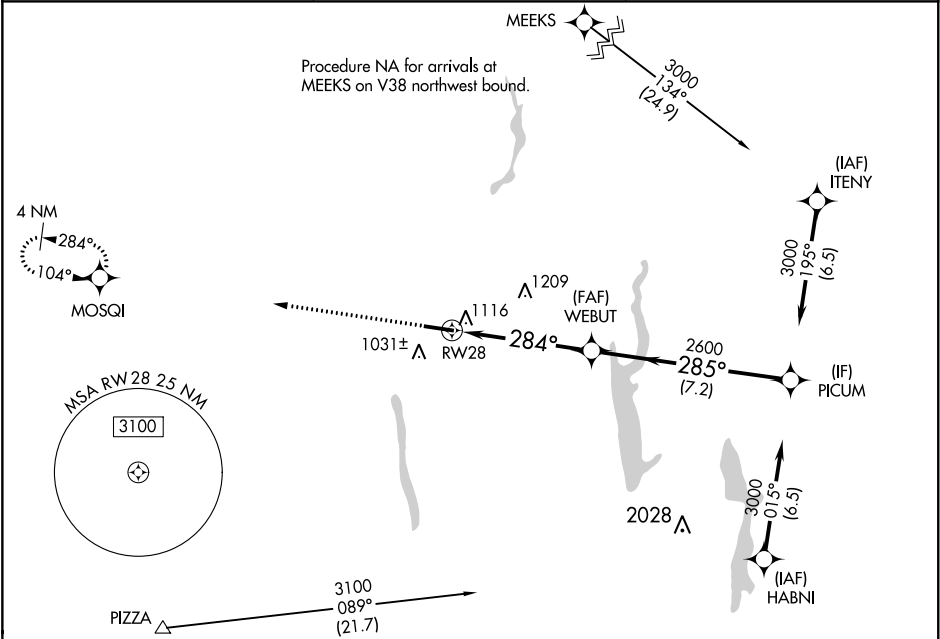 MEEKS
Procedure NA for arrivals at
MEEKS on V38 northwest bound.
3000
134°
(24.9)
(IAF)
ITENY
3000
195°
(6.5)
4 NM
284°
104°
MOSQI
1209
1116
1031±
RW28
(FAF)
WEBUT
284°
2600
285°
(7.2)
(IF)
PICUM
MSA RW 28 25 NM
3100
2028
3000
015°
(6.5)
(IAF)
HABNI
PIZZA
3100
089°
(21.7)